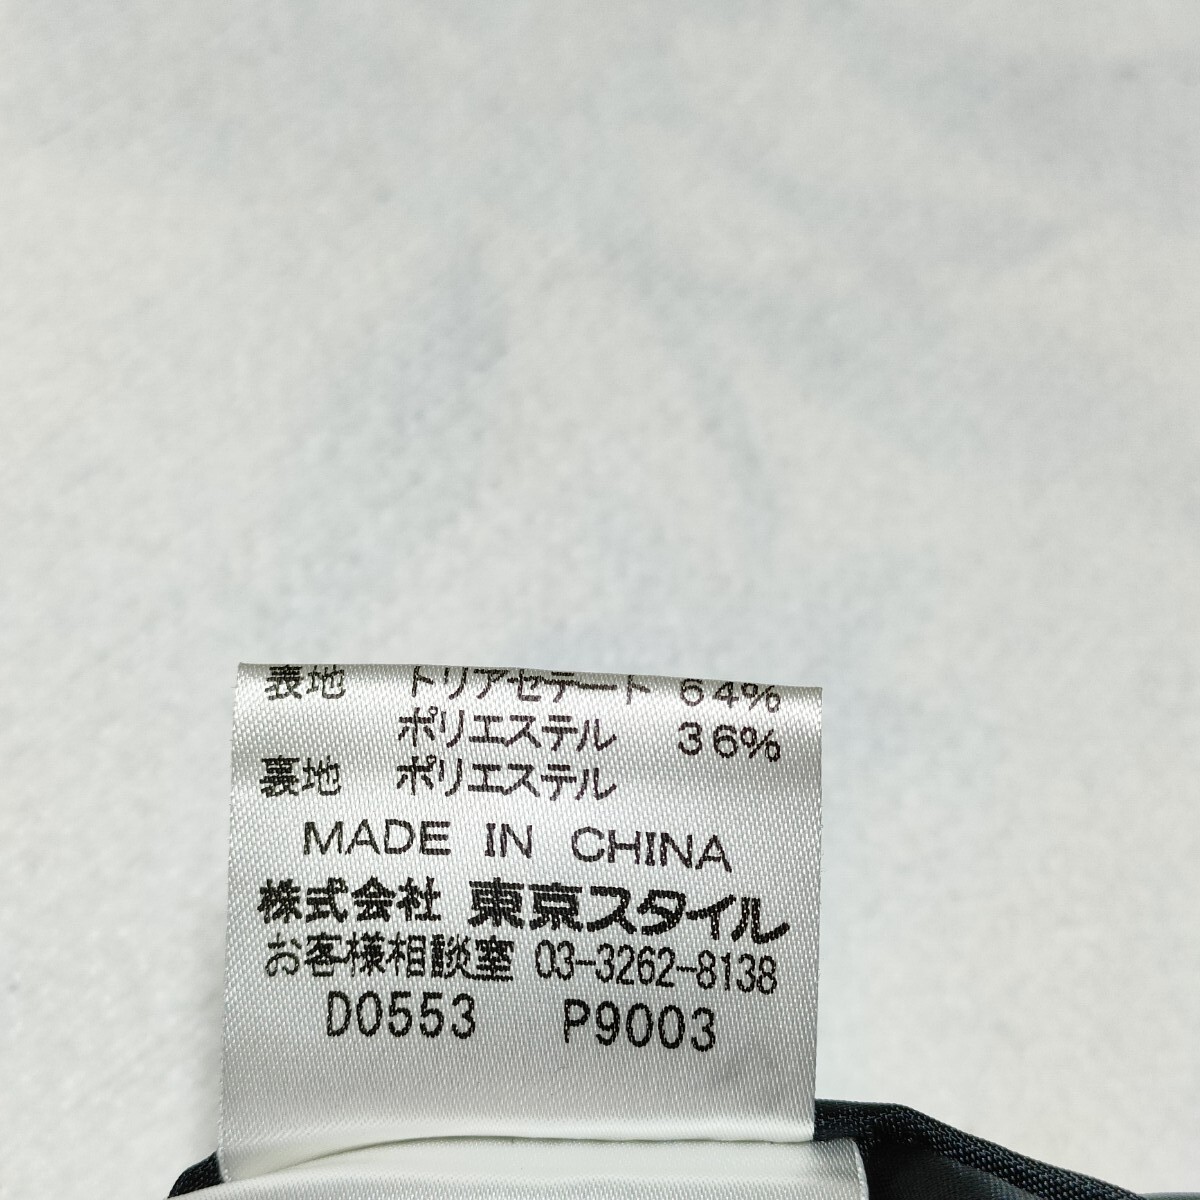 表地 トリアセテート 64%
ポリエステル 36%
裏地 ポリエステル
MADE IN CHINA
株式会社 東京スタイル
お客様相談室 03-3262-8138
D0553 P9003